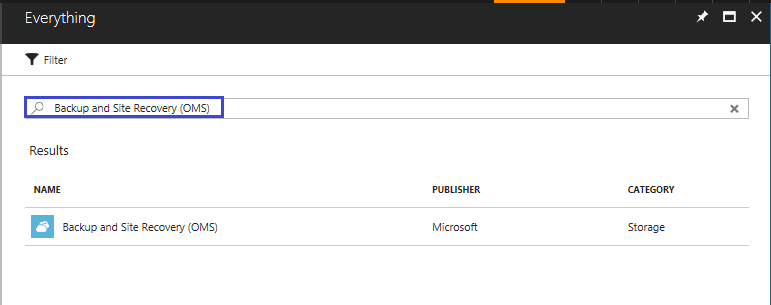 Everything
Filter
Backup and Site Recovery (OMS)
Results
NAME PUBLISHER CATEGORY
Backup and Site Recovery (OMS) Microsoft Storage